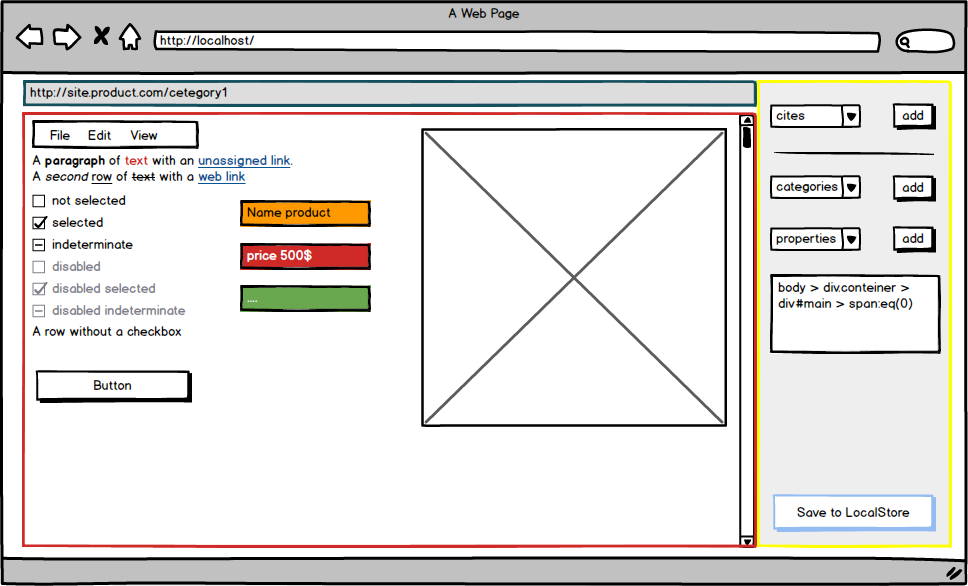 A Web Page
http://localhost/
http://site.product.com/cetegory1
File Edit View
A paragraph of text with an unassigned link.
A second row of text with a web link
not selected
selected
indeterminate
disabled
disabled selected
disabled indeterminate
A row without a checkbox
Button
Name product
price 500$
....
cites
add
categories
add
properties
add
body > divconteiner >
div#main > span:eq(0)
Save to LocalStore